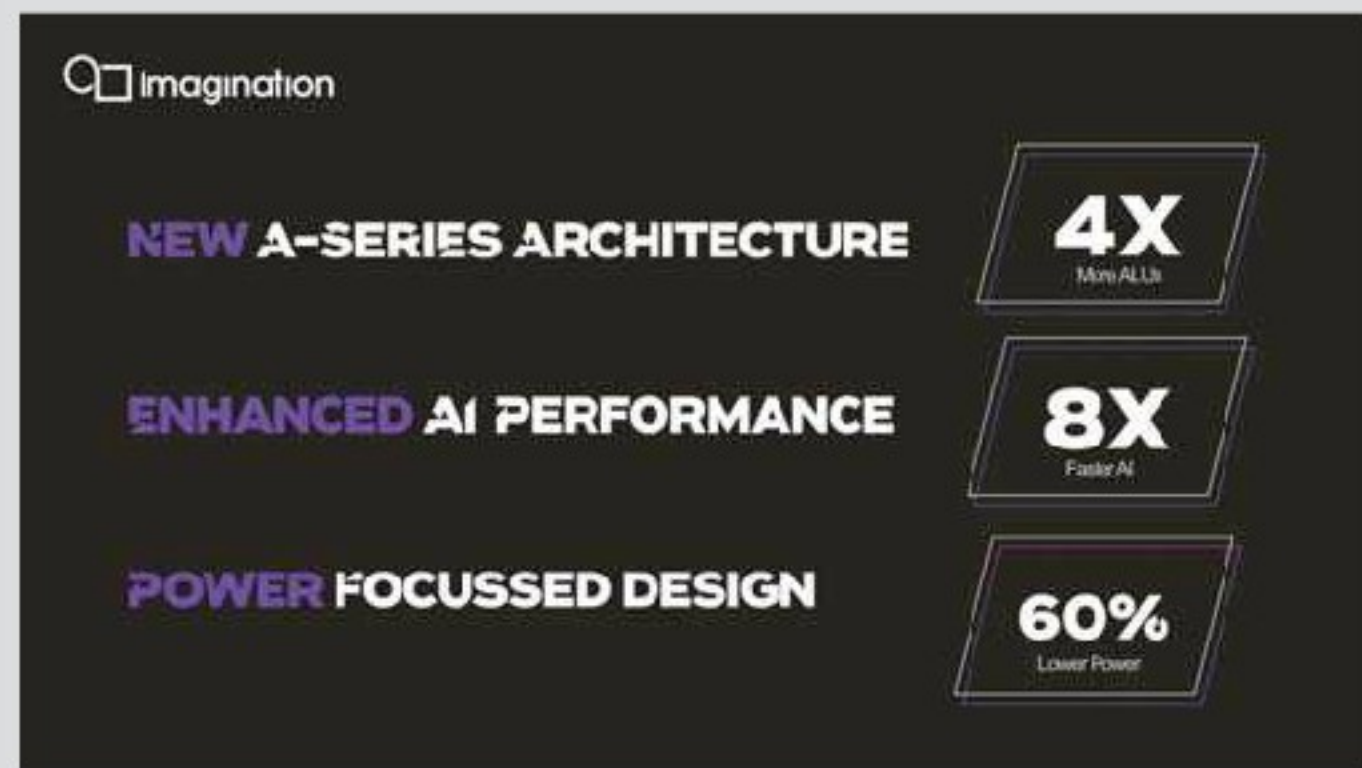 Imagination
NEW A-SERIES ARCHITECTURE
4X
More ALUs
ENHANCED AI PERFORMANCE
8X
Faster AI
POWER FOCUSSED DESIGN
60%
Lower Power